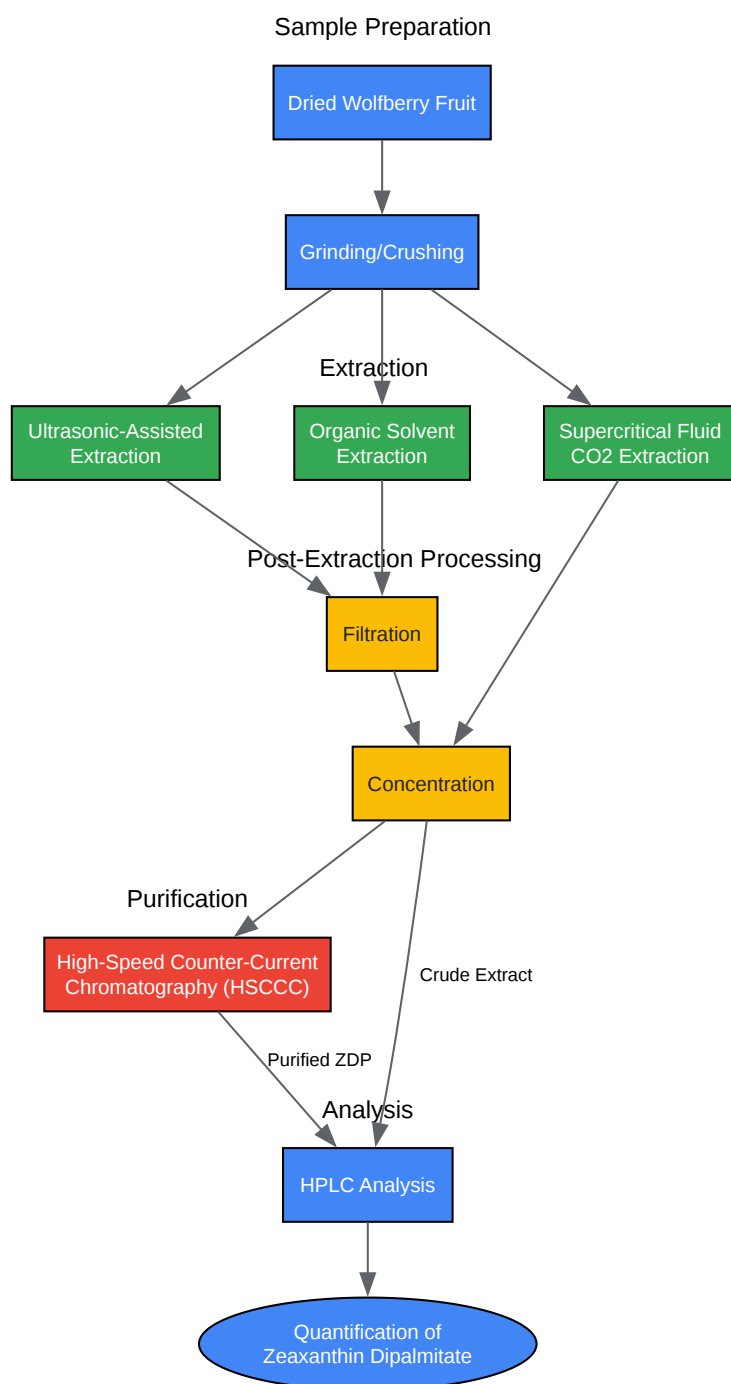 Sample Preparation
Dried Wolfberry Fruit
Grinding/Crushing
Extraction
Ultrasonic-Assisted
Extraction
Organic Solvent
Extraction
Supercritical Fluid
CO2 Extraction
Post-Extraction Processing
Filtration
Concentration
Purification
High-Speed Counter-Current
Chromatography (HSCCC)
Crude Extract
Purified ZDP
Analysis
HPLC Analysis
Quantification of
Zeaxanthin Dipalmitate